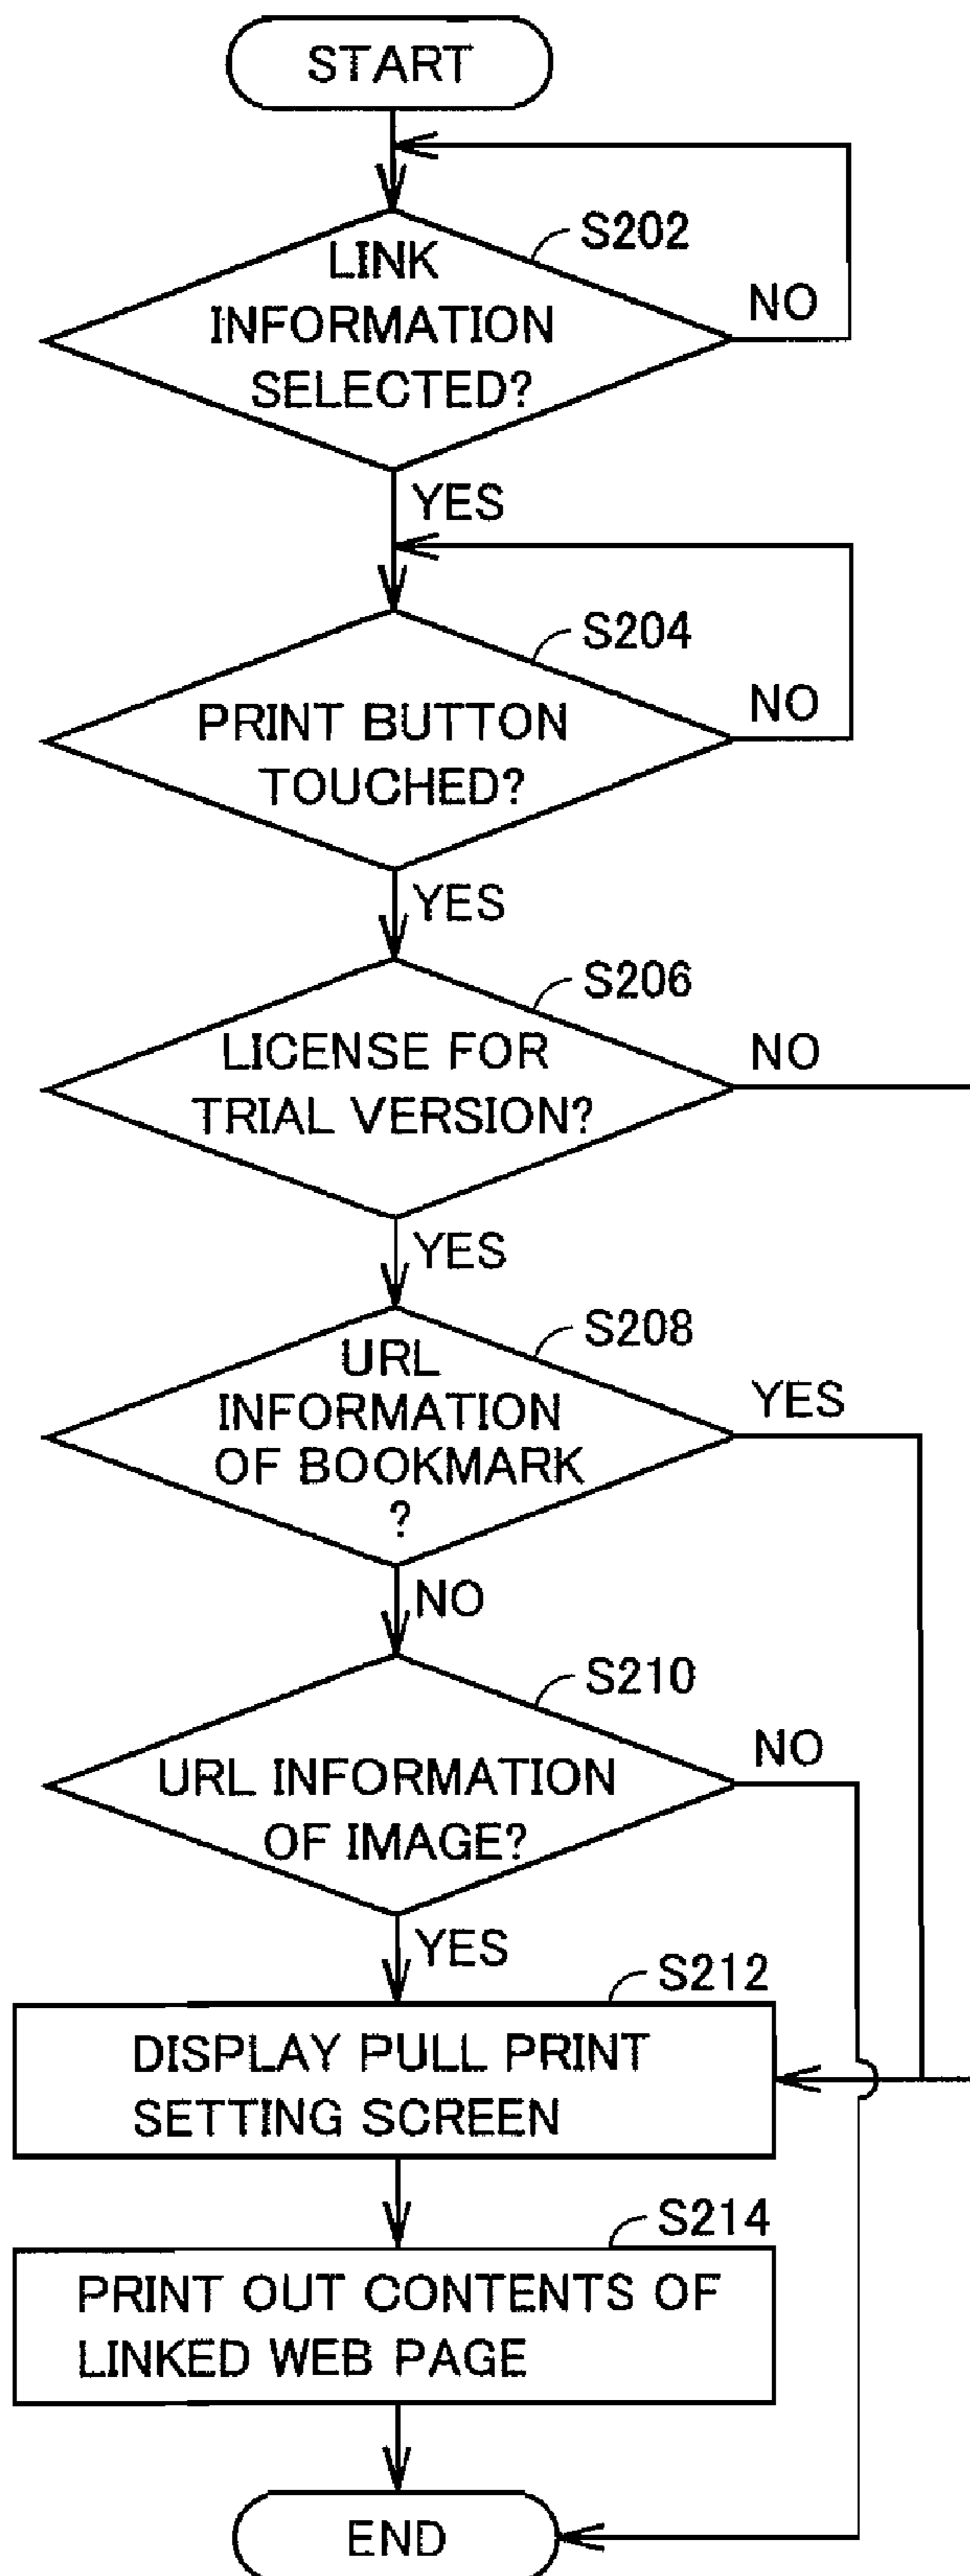 START
S202
LINK
INFORMATION
SELECTED?
NO
YES
S204
PRINT BUTTON
TOUCHED?
NO
YES
S206
LICENSE FOR
TRIAL VERSION?
NO
YES
S208
URL
INFORMATION
OF BOOKMARK
?
YES
NO
S210
URL INFORMATION
OF IMAGE?
NO
YES
S212
DISPLAY PULL PRINT
SETTING SCREEN
S214
PRINT OUT CONTENTS OF
LINKED WEB PAGE
END